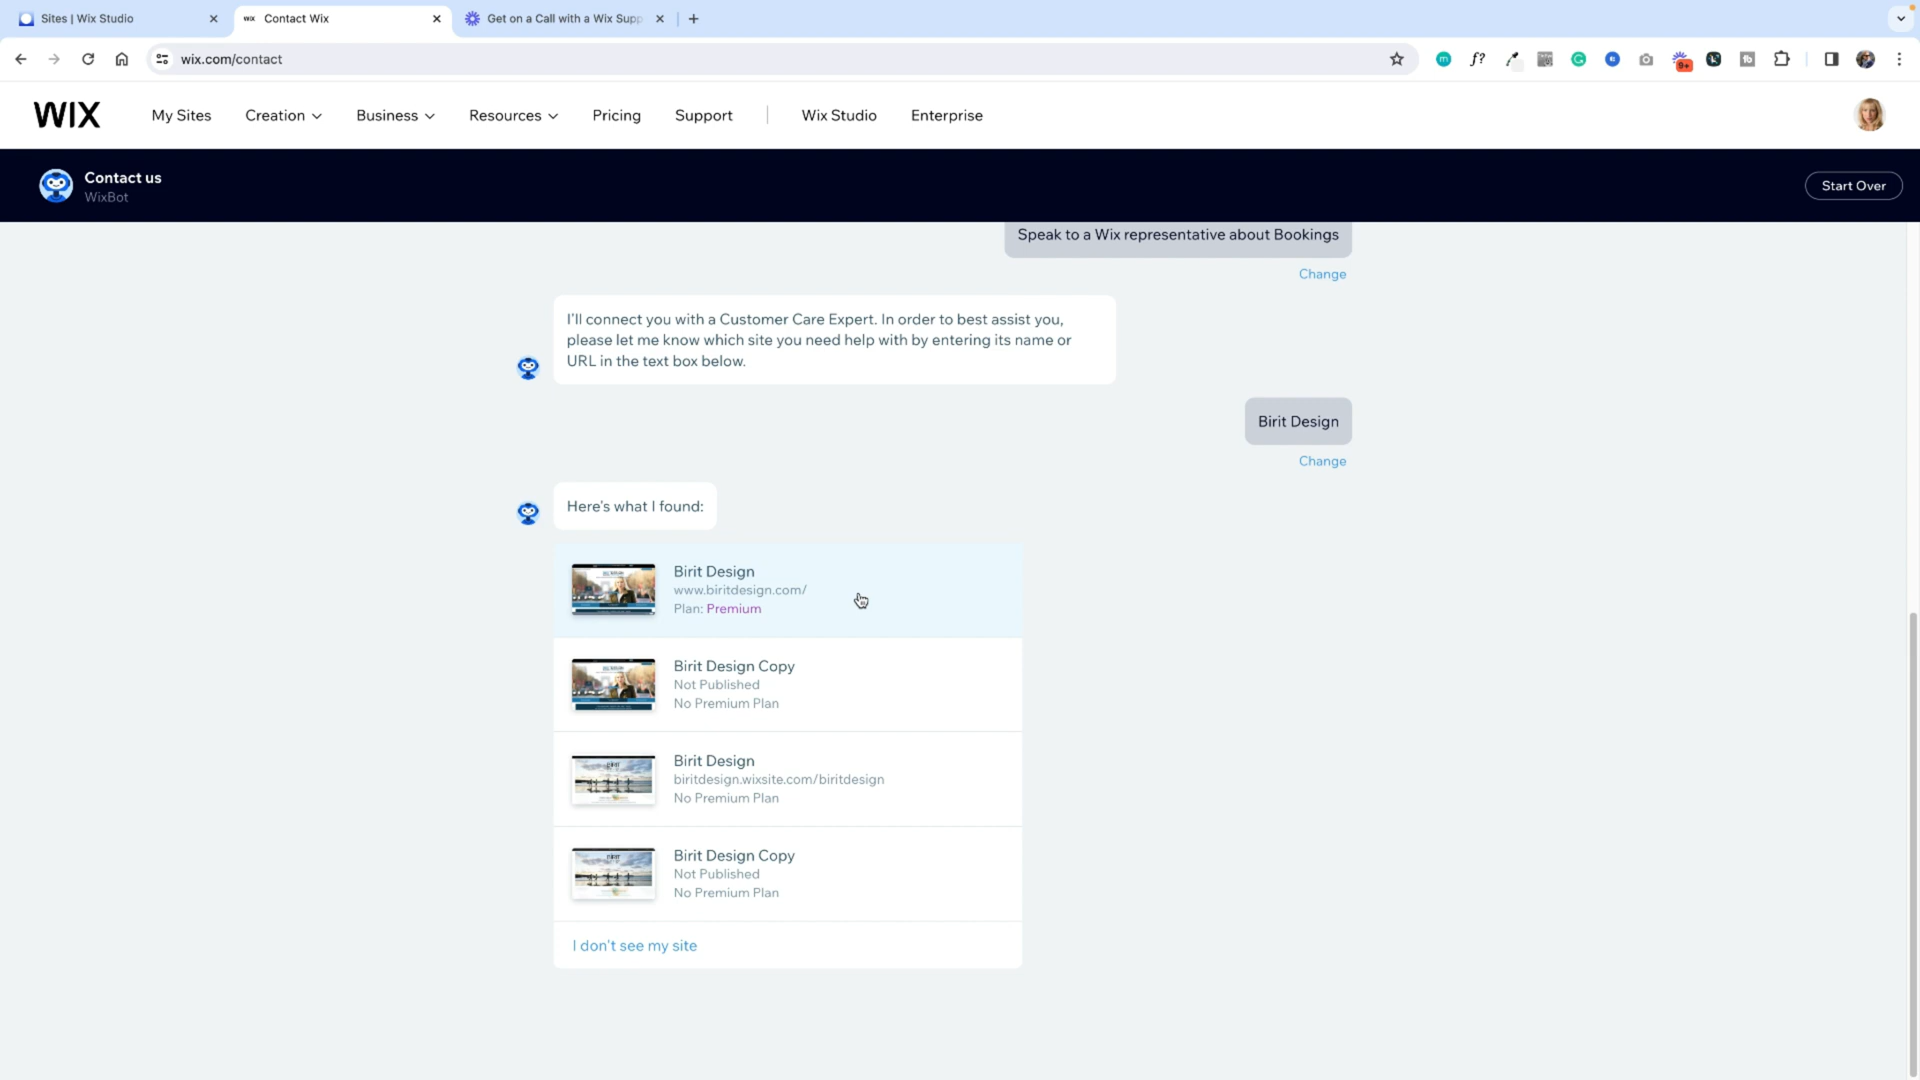 Sites | Wix Studio
WiX Contact Wix
Get on a Call with a Wix Supp
wix.com/contact
f?
9+
WIX
My Sites
Creation
Business
Resources
Pricing
Support
Wix Studio
Enterprise
Contact us
WixBot
Start Over
Speak to a Wix representative about Bookings
Change
I'll connect you with a Customer Care Expert. In order to best assist you,
please let me know which site you need help with by entering its name or
URL in the text box below.
Birit Design
Change
Here's what I found:
Birit Design
www.biritdesign.com/
Plan: Premium
Birit Design Copy
Not Published
No Premium Plan
Birit Design
biritdesign.wixsite.com/biritdesign
No Premium Plan
Birit Design Copy
Not Published
No Premium Plan
I don't see my site